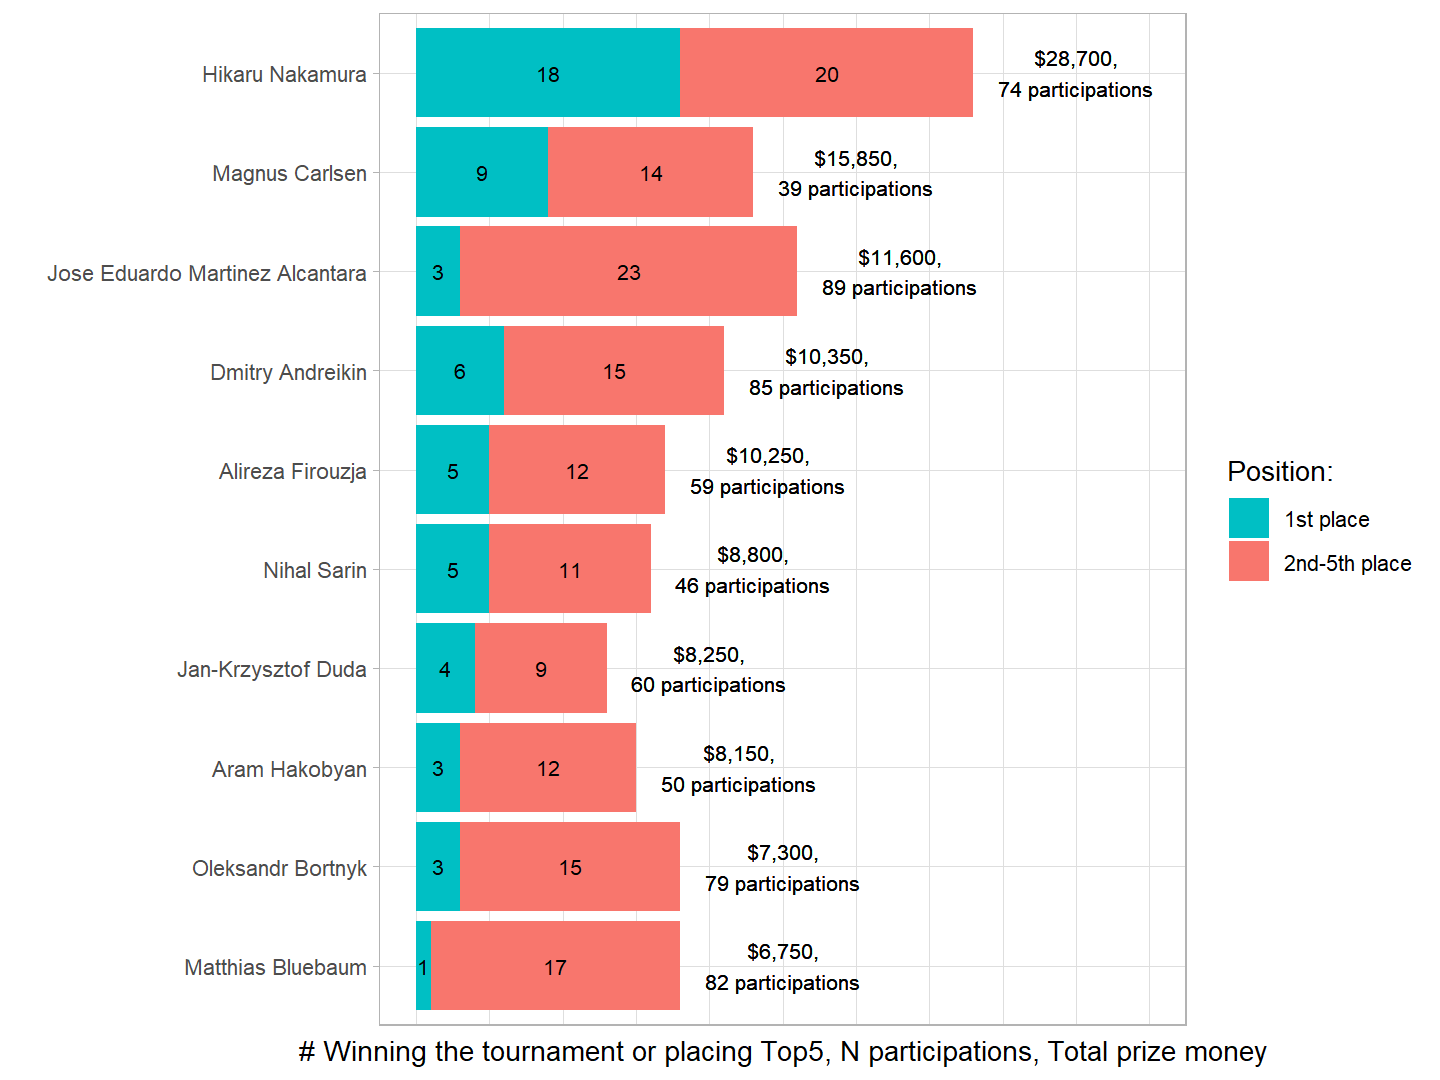 Hikaru Nakamura
18
20
$28,700,
74 participations
Magnus Carlsen
9
14
$15,850,
39 participations
Jose Eduardo Martinez Alcantara
3
23
$11,600,
89 participations
Dmitry Andreikin
6
15
$10,350,
85 participations
Alireza Firouzja
5
12
$10,250,
59 participations
Nihal Sarin
5
11
$8,800,
46 participations
Jan-Krzysztof Duda
4
9
$8,250,
60 participations
Aram Hakobyan
3
12
$8,150,
50 participations
Oleksandr Bortnyk
3
15
$7,300,
79 participations
Matthias Bluebaum
1
17
$6,750,
82 participations
# Winning the tournament or placing Top5, N participations, Total prize money
Position:
1st place
2nd-5th place